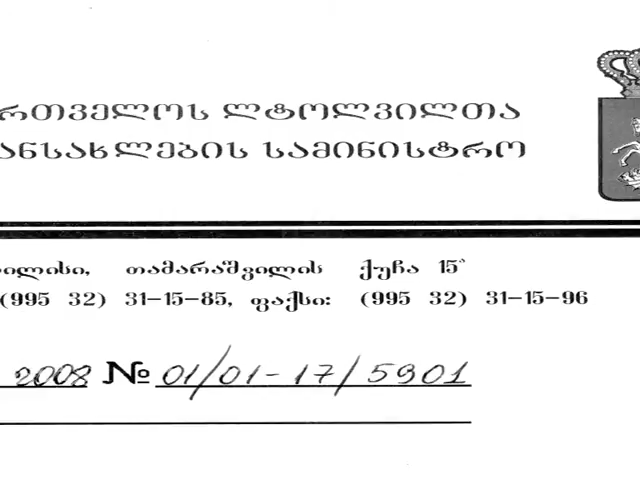 რთველოს ლტოლვილთა
ანსახლების სამინისტრო
ილისი, თამარაშვილის ქუჩა 15ა
(995 32) 31-15-85, ფაქსი: (995 32) 31-15-96
2008 № 01/01-17/5901